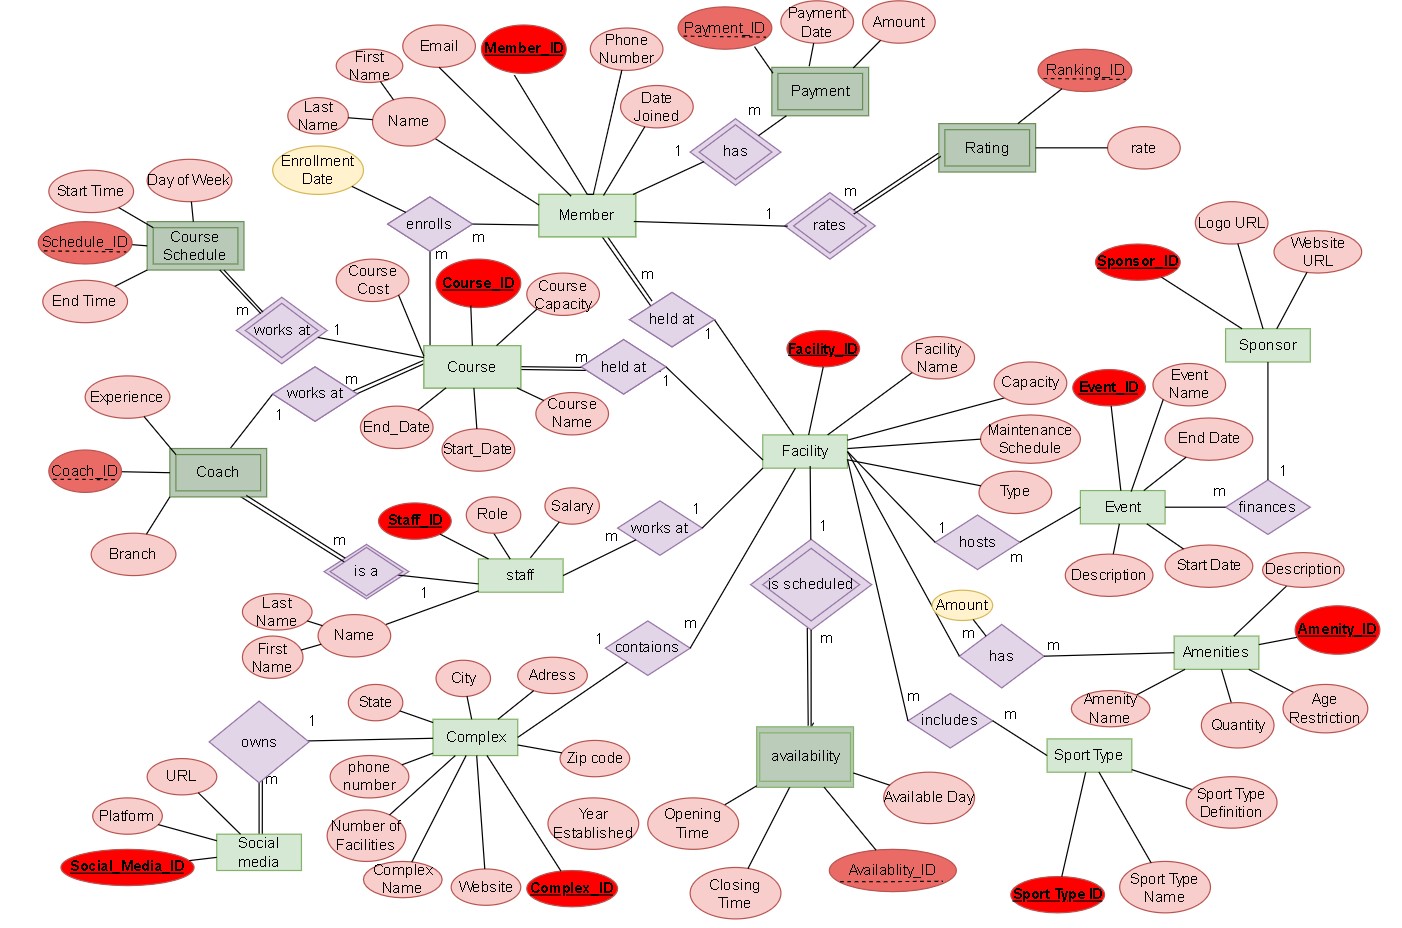 Payment_ID
Payment
Date
Amount
Email
Member_ID
Phone
Number
First
Name
Last
Name
Name
Date
Joined
Payment
Ranking_ID
m
has
1
Rating
rate
Enrollment
Date
Day of Week
Start Time
Schedule_ID
Course
Schedule
End Time
enrolls
m
m
Member
1
m
rates
Logo URL
Website
URL
Sponsor_ID
Sponsor
m
works at
1
Course
Cost
Course_ID
Course
Capacity
m
held at
1
Course
m
held at
1
works at
m
1
End_Date
Start_Date
Course
Name
Facility_ID
Facility
Name
Capacity
Maintenance
Schedule
Type
Facility
Event_ID
Event
Name
End Date
Event
m
1
finances
Description
Start Date
Experience
Coach_ID
Coach
Branch
m
is a
1
Staff_ID
Role
Salary
staff
m
works at
1
Last
Name
First
Name
Name
1
hosts
m
1
is scheduled
m
Amount
m
has
m
Description
Amenity_ID
Amenities
Amenity
Name
Quantity
Age
Restriction
1
contaions
m
City
Adress
State
Complex
Zip code
phone
number
Number of
Facilities
Complex
Name
Website
Complex_ID
Year
Established
owns
1
m
URL
Platform
Social_Media_ID
Social
media
m
includes
m
Sport Type
Sport Type
Definition
Sport Type ID
Sport Type
Name
availability
Opening
Time
Closing
Time
Available Day
Availablity_ID